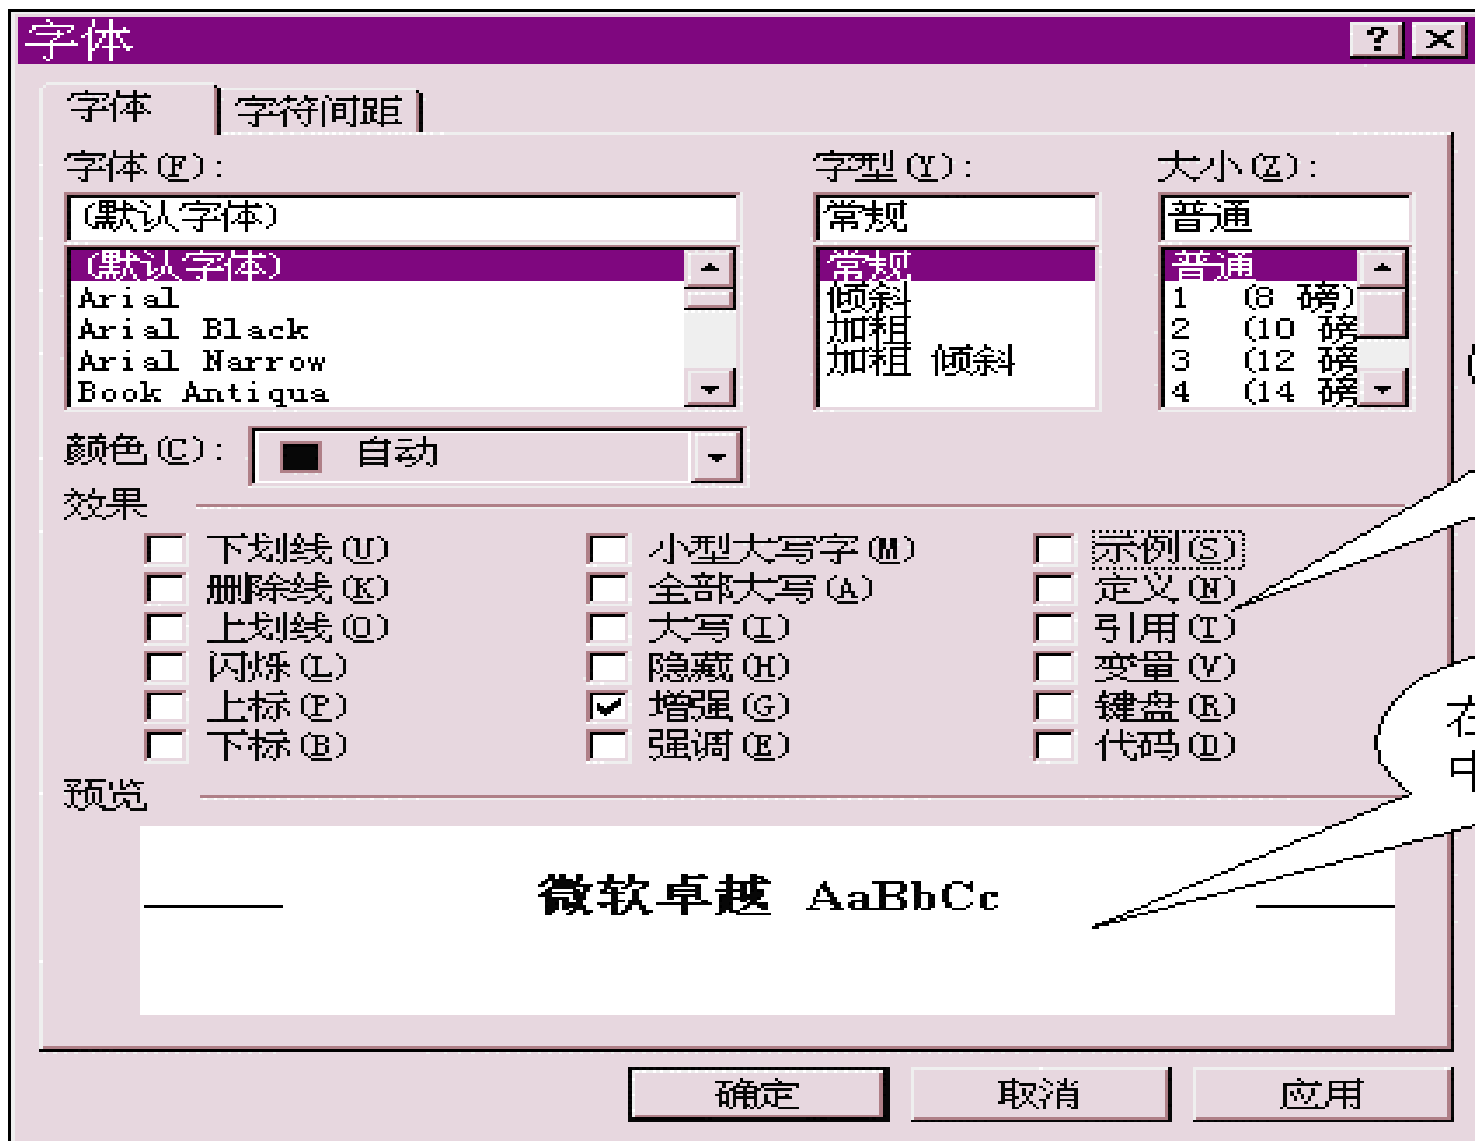 字体
字体 字符间距
字体(F): 字型(Y): 大小(Z):
(默认字体) 常规 普通
(默认字体) 常规 普通
Arial 倾斜 1 (8 磅)
Arial Black 加粗 2 (10 磅
Arial Narrow 加粗 倾斜 3 (12 磅
Book Antiqua 4 (14 磅
颜色(C): 自动
效果
下划线(U) 小型大写字(M) 示例(S)
删除线(K) 全部大写(A) 定义(N)
上划线(O) 大写(I) 引用(T)
闪烁(L) 隐藏(H) 变量(V)
上标(P) 增强(G) 键盘(R)
下标(B) 强调(E) 代码(D)
在
中
预览
微软卓越 AaBbCc
确定 取消 应用